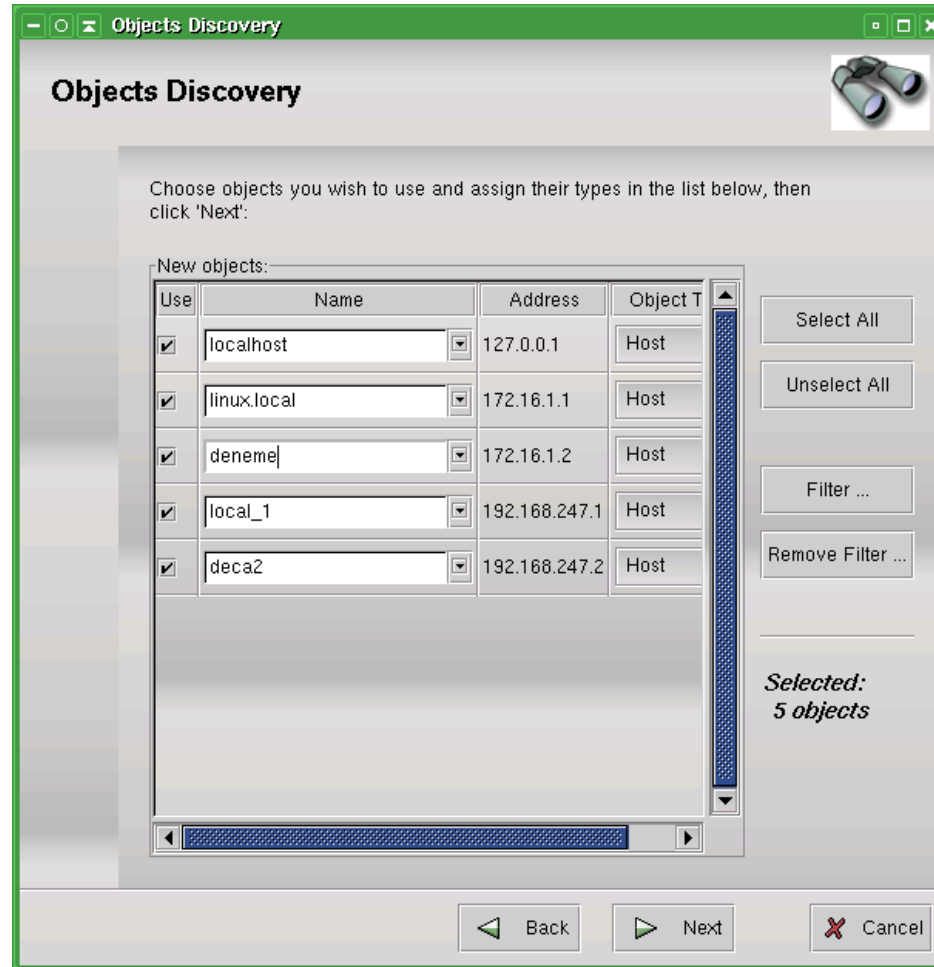 Objects Discovery
Objects Discovery
Choose objects you wish to use and assign their types in the list below, then
click 'Next':
New objects:
Use Name Address Object T
localhost 127.0.0.1 Host
linux.local 172.16.1.1 Host
deneme 172.16.1.2 Host
local_1 192.168.247.1 Host
deca2 192.168.247.2 Host
Select All
Unselect All
Filter ...
Remove Filter ...
Selected:
5 objects
Back Next Cancel